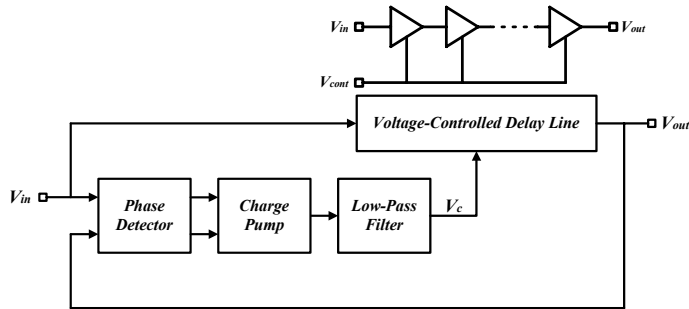 Vin
Vout
Vcont
Voltage-Controlled Delay Line
Vout
Vin
Phase
Detector
Charge
Pump
Low-Pass
Filter
Vc